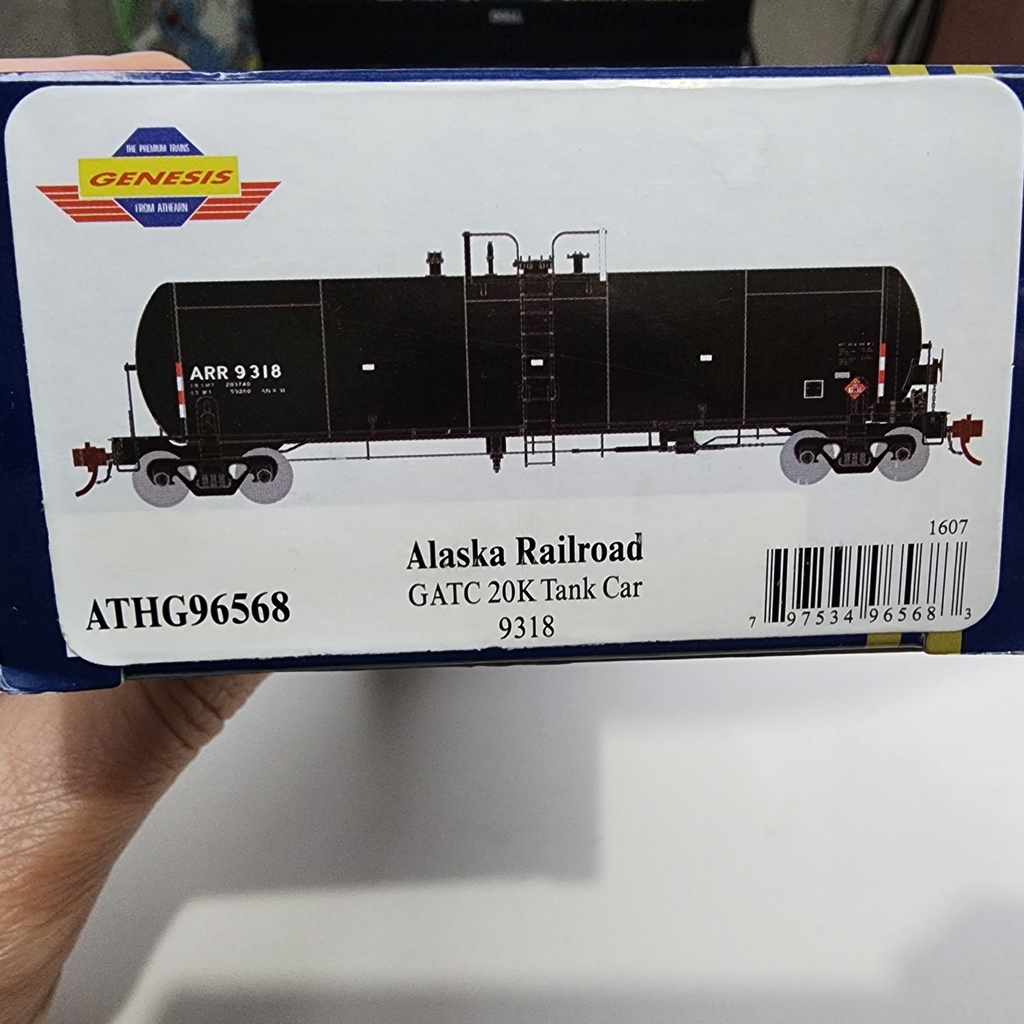 DELL
THE PREMIUM TRAINS
GENESIS
FROM ATHEARN
ARR 9318
Alaska Railroad
GATC 20K Tank Car
9318
ATHG96568
1607
7 97534 96568 3